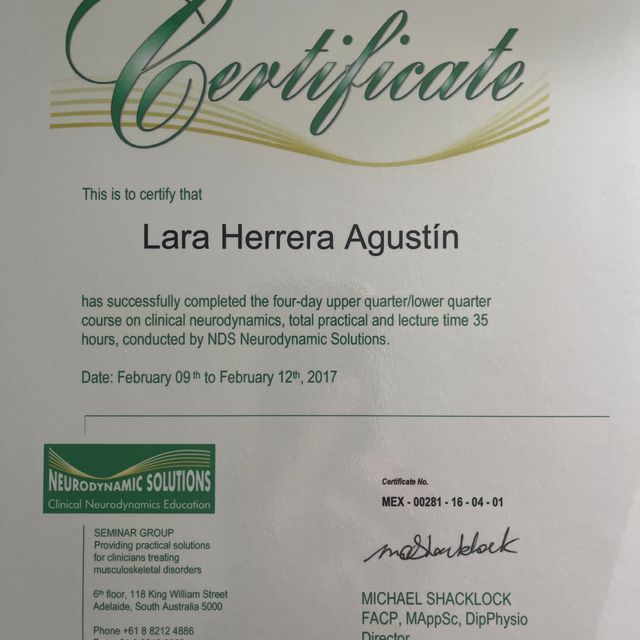 Certificate
This is to certify that
Lara Herrera Agustín
has successfully completed the four-day upper quarter/lower quarter
course on clinical neurodynamics, total practical and lecture time 35
hours, conducted by NDS Neurodynamic Solutions.
Date: February 09th to February 12th, 2017
NEURODYNAMIC SOLUTIONS
Clinical Neurodynamics Education
SEMINAR GROUP
Providing practical solutions
for clinicians treating
musculoskeletal disorders
6th floor, 118 King William Street
Adelaide, South Australia 5000
Phone +61 8 8212 4886
Certificate No.
MEX - 00281 - 16 - 04 - 01
MShacklock
MICHAEL SHACKLOCK
FACP, MAppSc, DipPhysio
Director